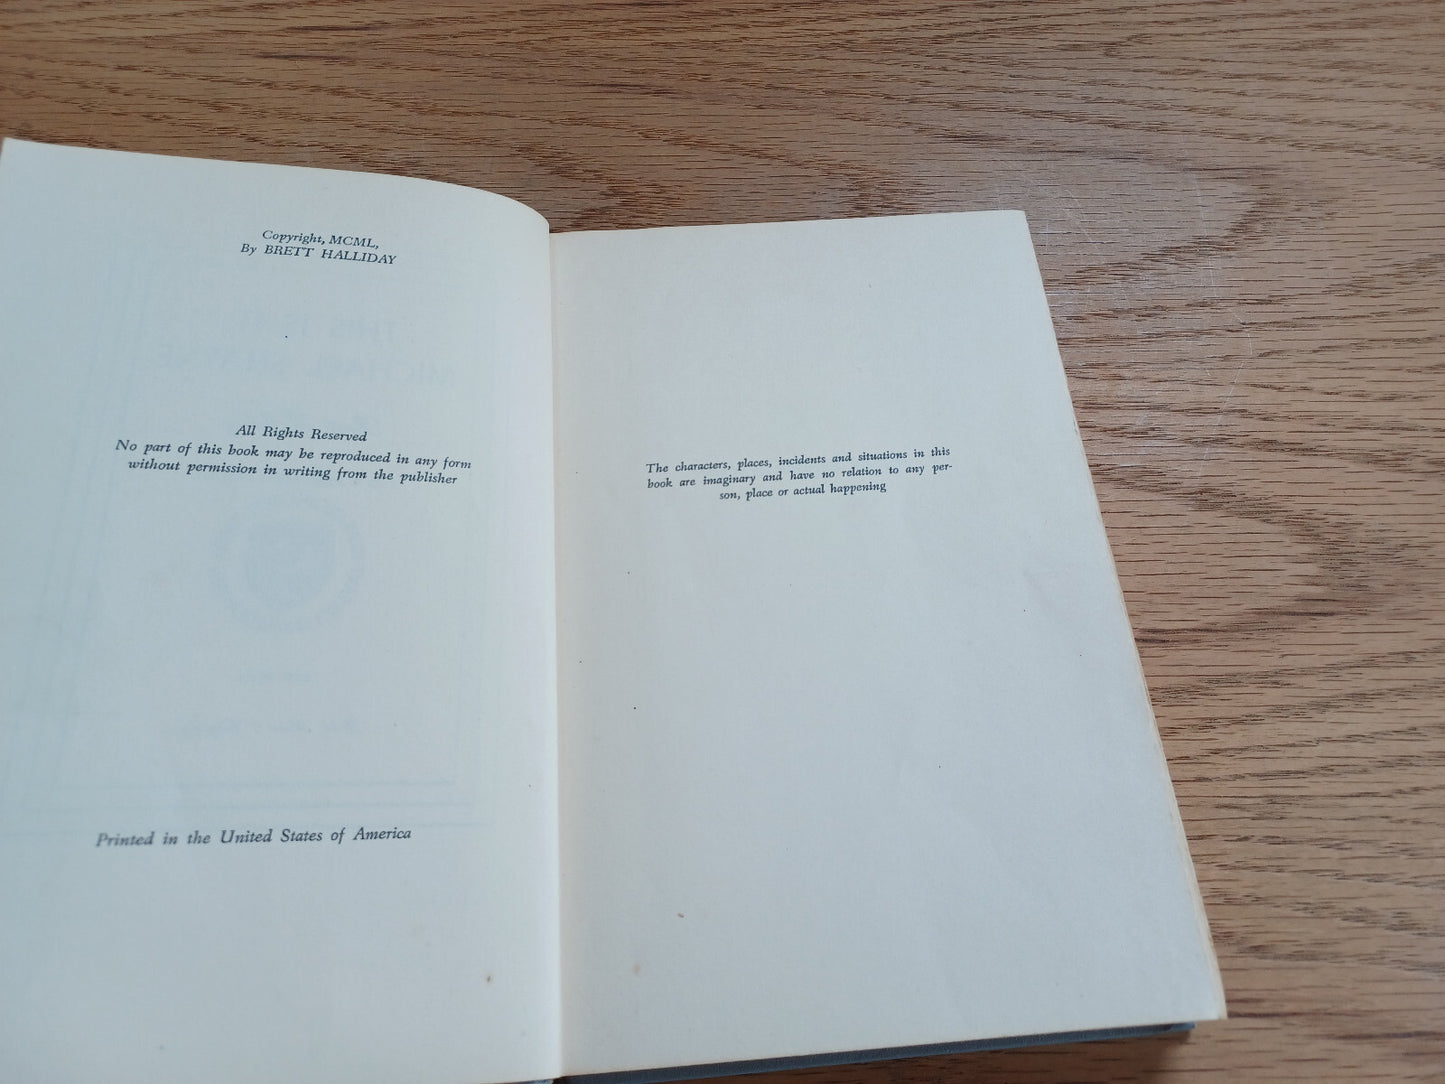 Copyright, MCML,
By BRETT HALLIDAY
All Rights Reserved
No part of this book may be reproduced in any form
without permission in writing from the publisher
Printed in the United States of America
The characters, places, incidents and situations in this
book are imaginary and have no relation to any per-
son, place or actual happening